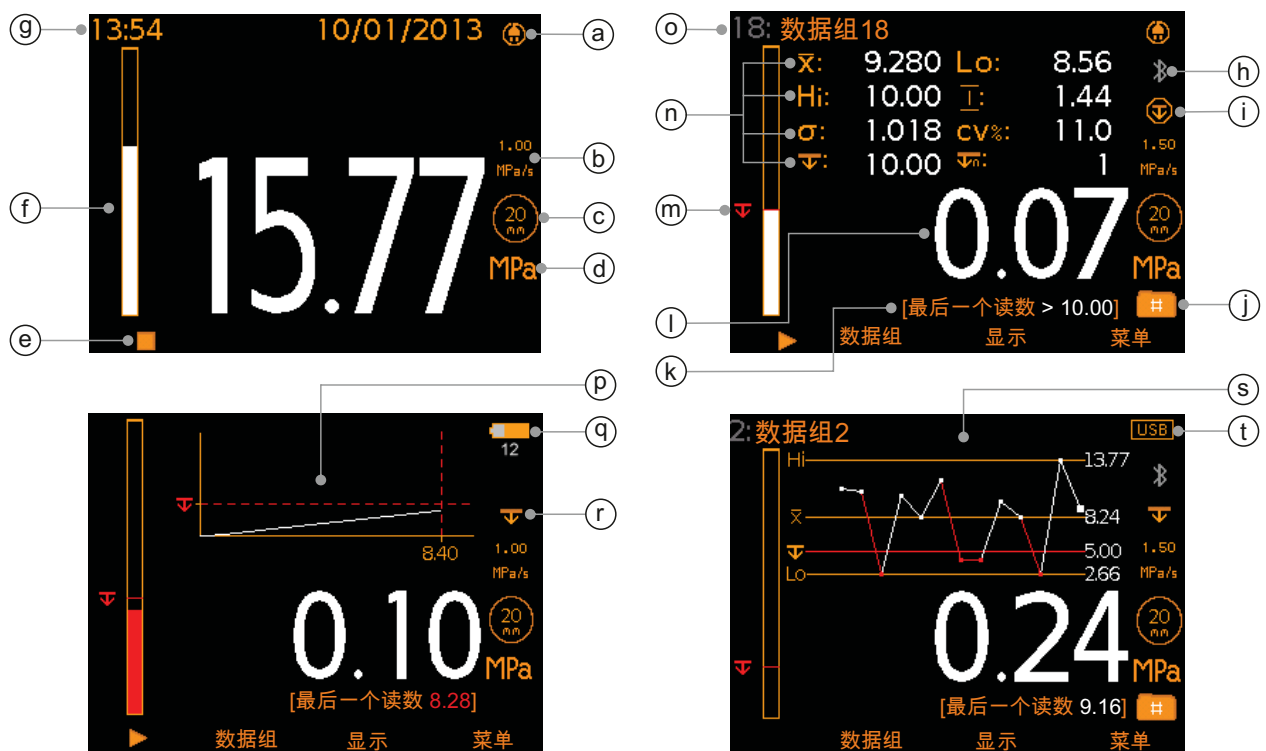 g
13:54 10/01/2013
a
1.00
MPa/s
b
15.77
f
20
mm
c
MPa
d
e
o
18: 数据组18
x̅: 9.280 Lo: 8.56
h
Hi: 10.00 I: 1.44
n
i
σ: 1.018 cv%: 11.0
1.50
MPa/s
: 10.00 n: 1
m
0.07
20
mm
MPa
l
[最后一个读数 > 10.00]
#
j
数据组 显示 菜单
k
p
q
12
8.40
r
1.00
MPa/s
0.10
20
mm
MPa
[最后一个读数 8.28]
数据组 显示 菜单
s
2: 数据组2
USB
t
Hi 13.77
x̅ 8.24
5.00
Lo 2.66
1.50
MPa/s
0.24
20
mm
MPa
[最后一个读数 9.16]
#
数据组 显示 菜单